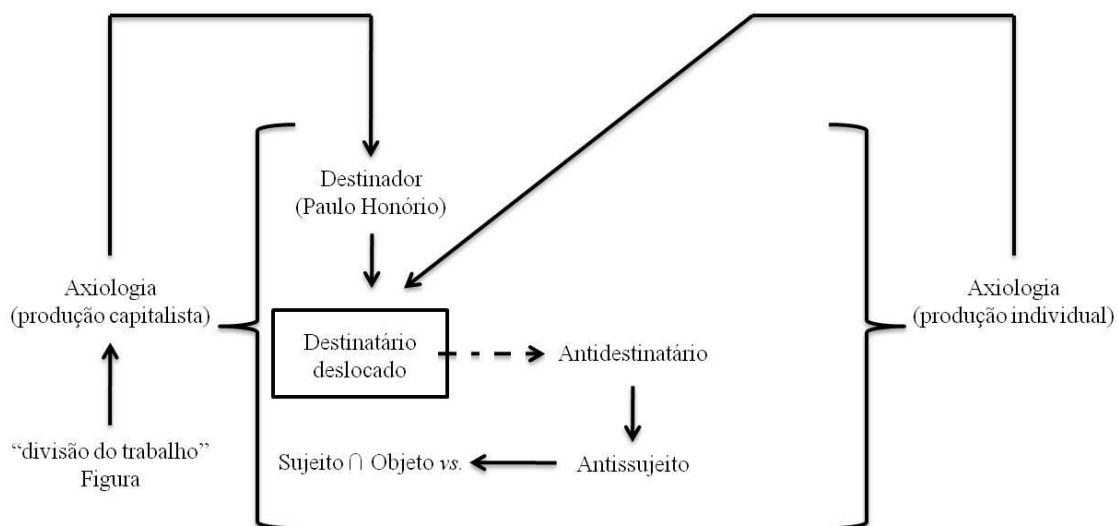 Destinador
(Paulo Honório)
Axiologia
(produção capitalista)
Axiologia
(produção individual)
Destinatário
deslocado
Antidestinatário
“divisão do trabalho”
Figura
Sujeito ∩ Objeto vs.
Antissujeito